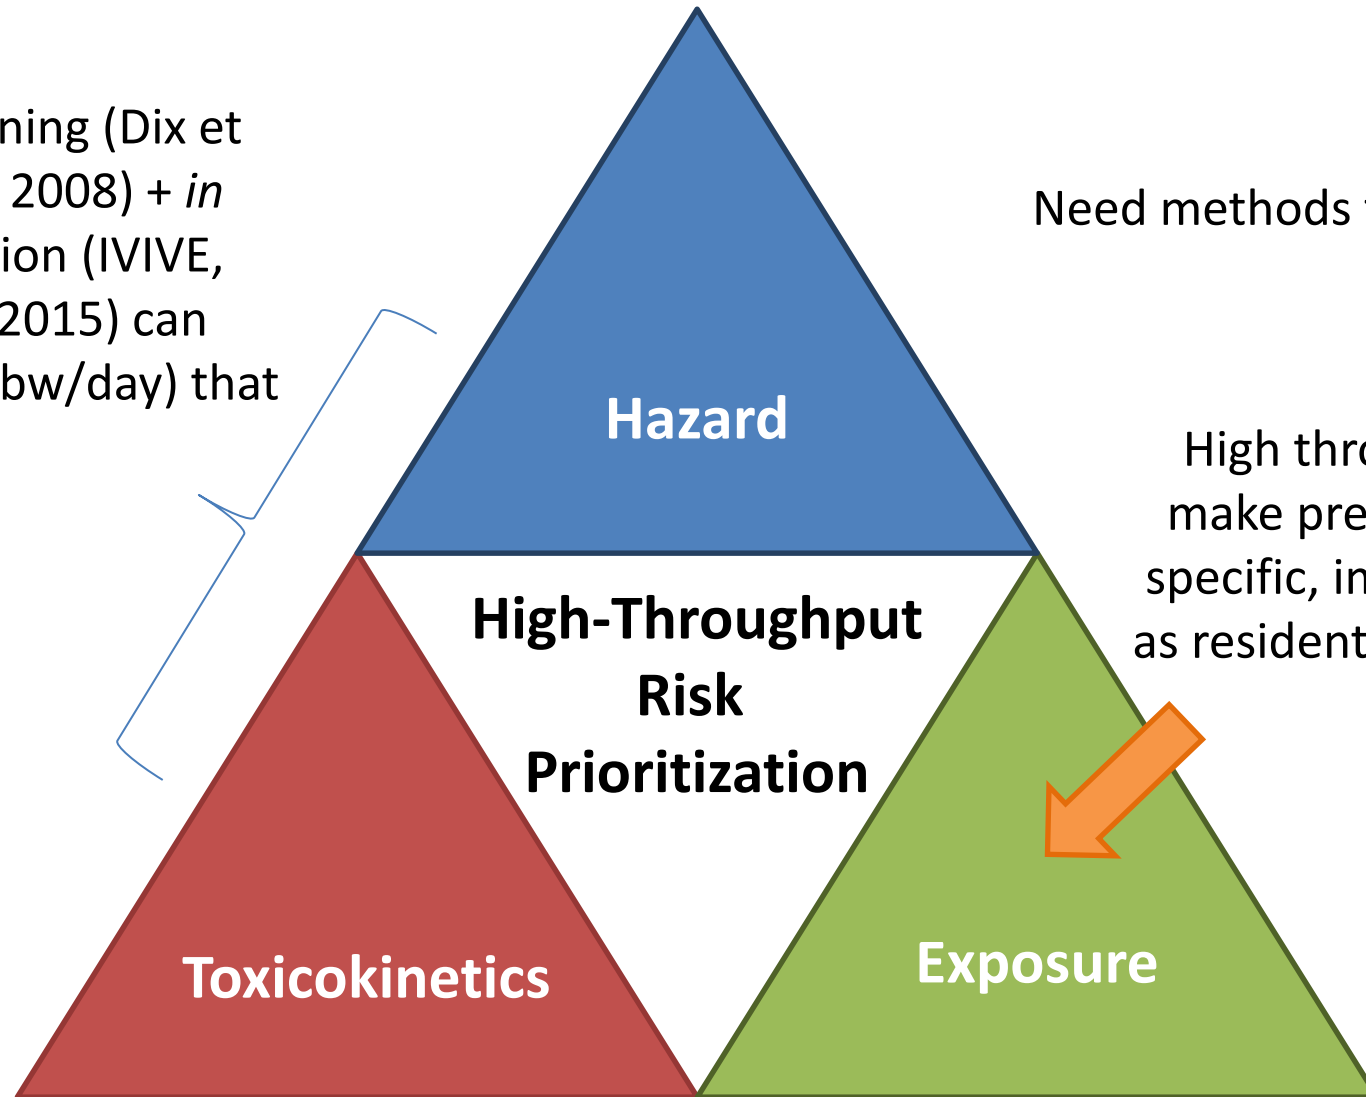 ning (Dix et
2008) + in
ion (IVIVE,
2015) can
bw/day) that
Need methods
High thro
make pre
specific, in
as resident
Hazard
High-Throughput
Risk
Prioritization
Toxicokinetics
Exposure